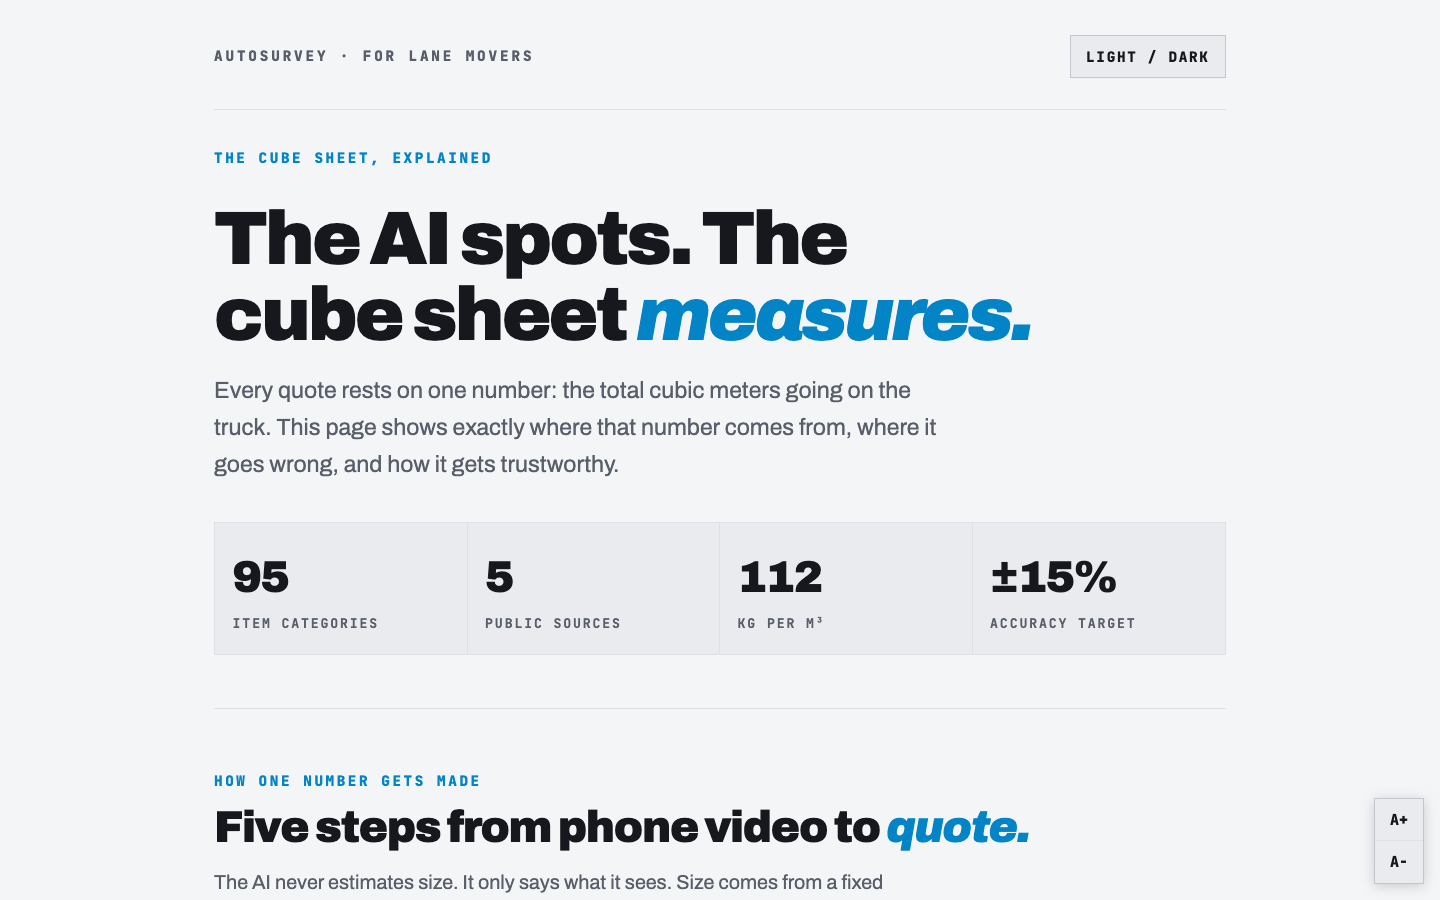 AUTOSURVEY · FOR LANE MOVERS
LIGHT / DARK
THE CUBE SHEET, EXPLAINED
The AI spots. The
cube sheet measures.
Every quote rests on one number: the total cubic meters going on the
truck. This page shows exactly where that number comes from, where it
goes wrong, and how it gets trustworthy.
95
ITEM CATEGORIES
5
PUBLIC SOURCES
112
KG PER M³
±15%
ACCURACY TARGET
HOW ONE NUMBER GETS MADE
Five steps from phone video to quote.
The AI never estimates size. It only says what it sees. Size comes from a fixed
A+
A-